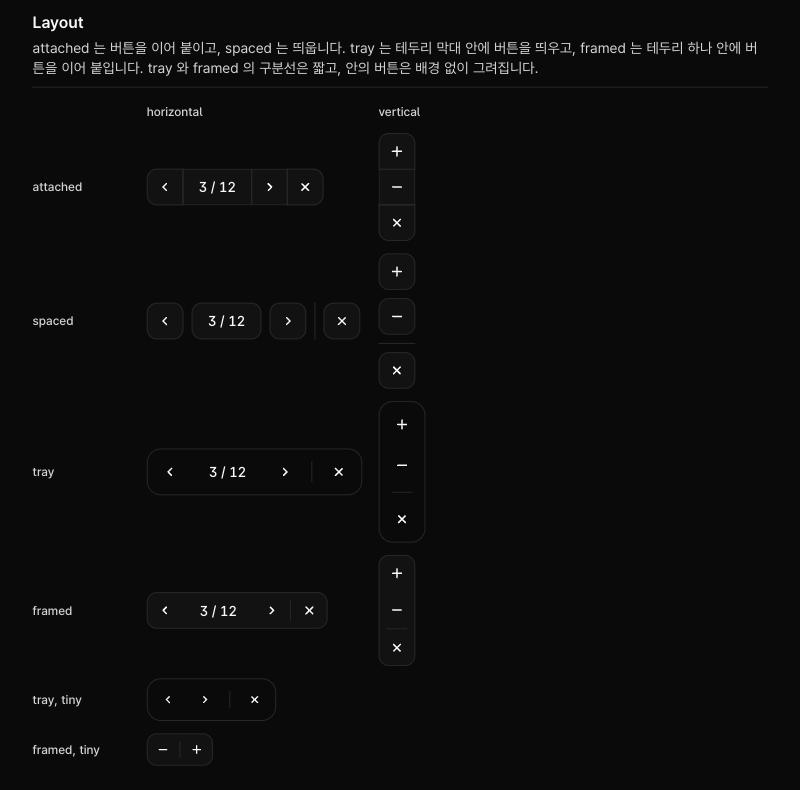 Layout
attached 는 버튼을 이어 붙이고, spaced 는 띄웁니다. tray 는 테두리 막대 안에 버튼을 띄우고, framed 는 테두리 하나 안에 버
튼을 이어 붙입니다. tray 와 framed 의 구분선은 짧고, 안의 버튼은 배경 없이 그려집니다.
horizontal vertical
attached 3 / 12
spaced 3 / 12
tray 3 / 12
framed 3 / 12
tray, tiny
framed, tiny